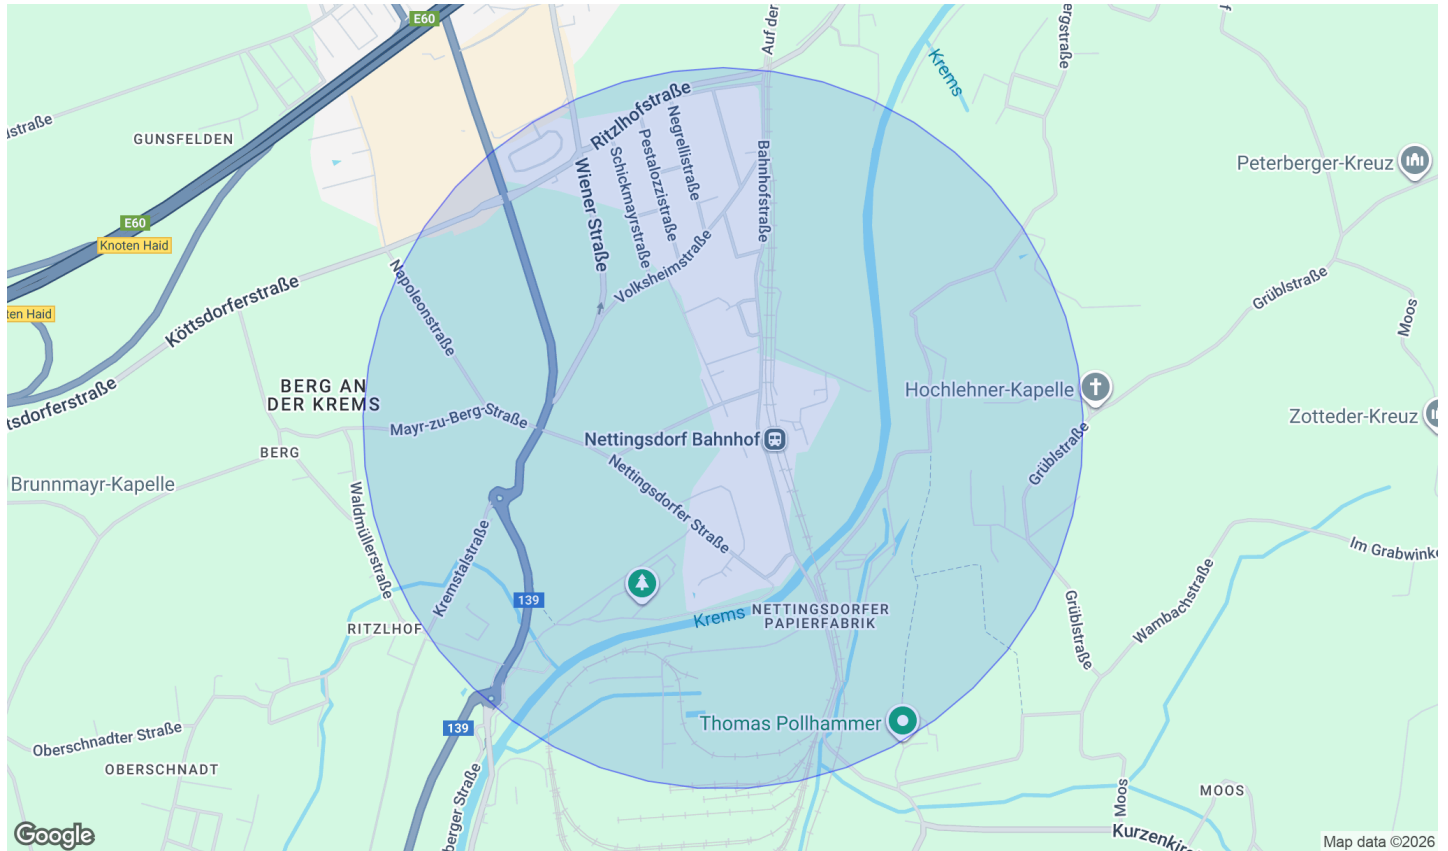 E60
Auf der
Krems
GUNSFELDEN
Ritzlhofstraße
Negrellistraße
Pestalozzistraße
Schickmayrstraße
Wiener Straße
Bahnhofstraße
Peterberger-Kreuz
E60
Knoten Haid
Volksheimstraße
Napoleonstraße
Köttsdorferstraße
Grüblstraße
Moos
ten Haid
tsdorferstraße
BERG AN
DER KREMS
Mayr-zu-Berg-Straße
Hochlehner-Kapelle
Zotteder-Kreuz
BERG
Nettingsdorf Bahnhof
Grüblstraße
Brunnmayr-Kapelle
Nettingsdorfer Straße
Waldmüllerstraße
Kremstalstraße
Im Grabwinke
Wambachstraße
139
Krems
NETTINGSDORFER
PAPIERFABRIK
Grüblstraße
RITZLHOF
Thomas Pollhammer
139
Oberschnadter Straße
OBERSCHNADT
berger Straße
Moos
MOOS
Kurzenkir
Google
Map data ©2026